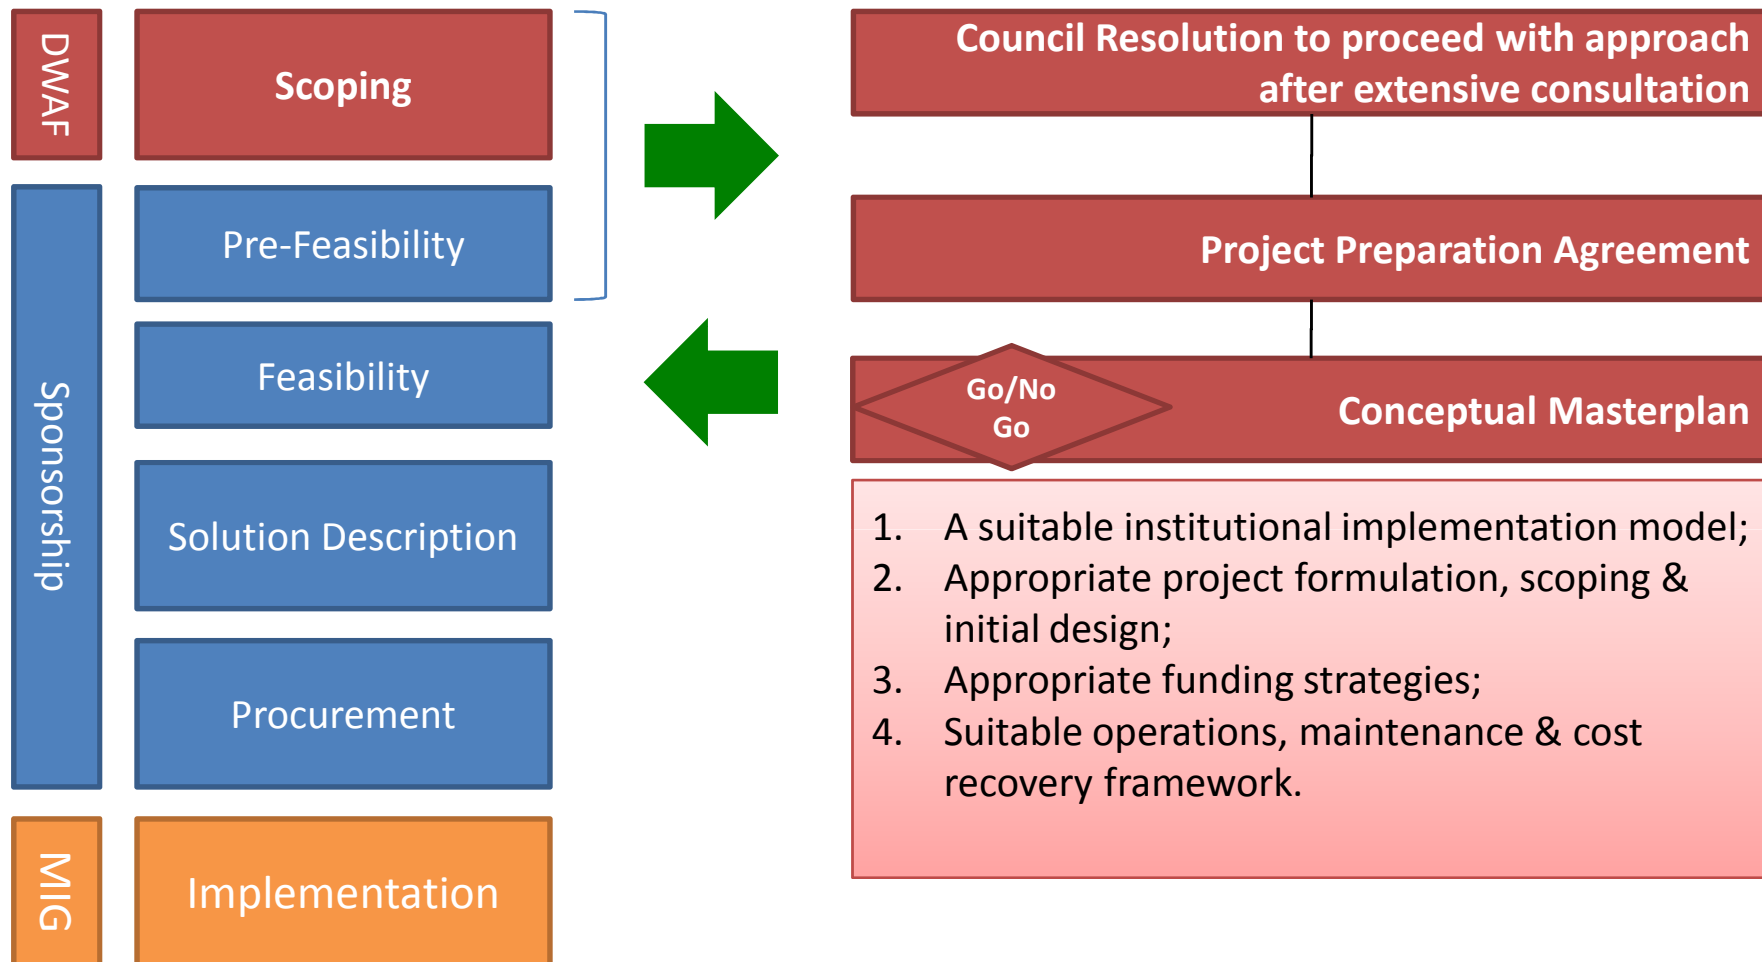 DWAF
Scoping
Sponsorship
Pre-Feasibility
Feasibility
Solution Description
Procurement
MIG
Implementation
Council Resolution to proceed with approach
after extensive consultation
Project Preparation Agreement
Go/No
Go
Conceptual Masterplan
1. A suitable institutional implementation model;
2. Appropriate project formulation, scoping &
initial design;
3. Appropriate funding strategies;
4. Suitable operations, maintenance & cost
recovery framework.